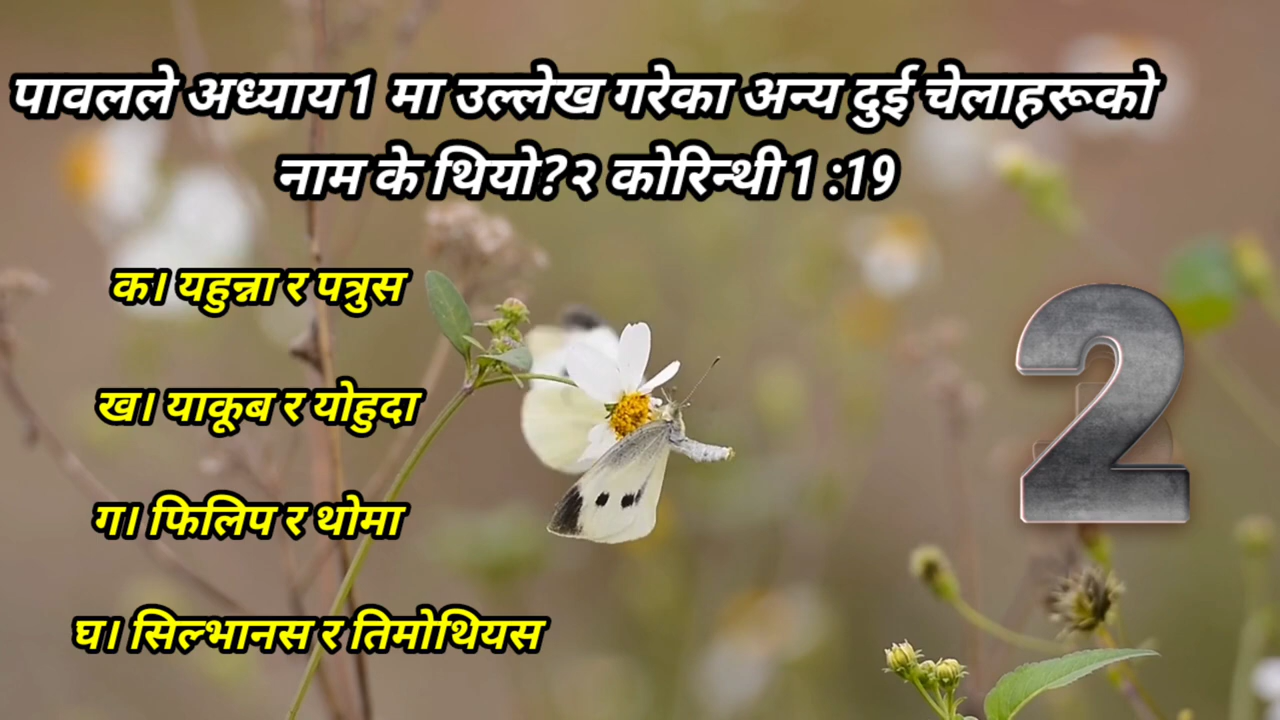 पावलले अध्याय 1 मा उल्लेख गरेका अन्य दुई चेलाहरूको
नाम के थियो?२ कोरिन्थी 1 :19
क। यहुन्ना र पत्रुस
ख। याकूब र योहुदा
ग। फिलिप र थोमा
घ। सिल्भानस र तिमोथियस
2